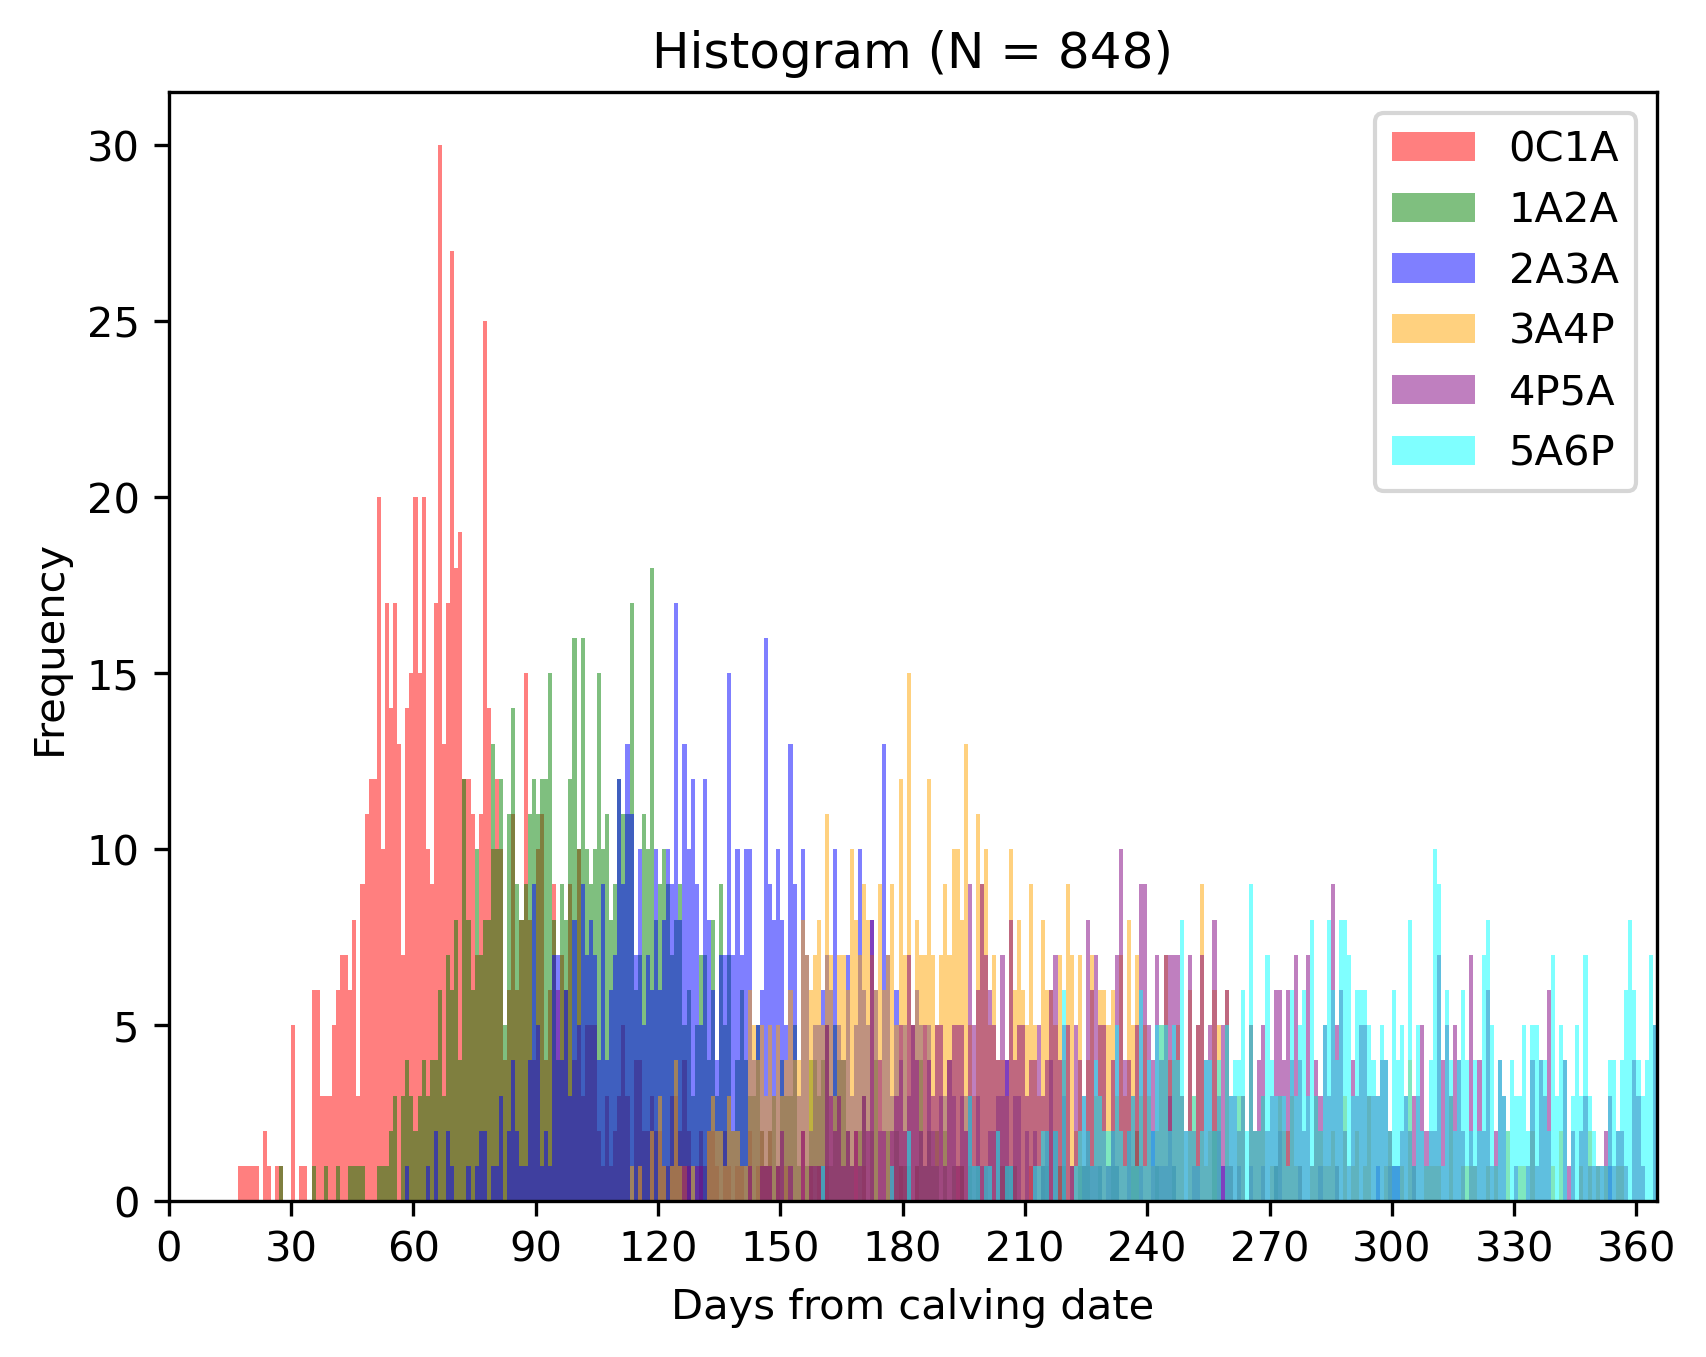 Histogram (N = 848)
30
25
20
15
10
5
0
Frequency
0C1A
1A2A
2A3A
3A4P
4P5A
5A6P
0 30 60 90 120 150 180 210 240 270 300 330 360
Days from calving date